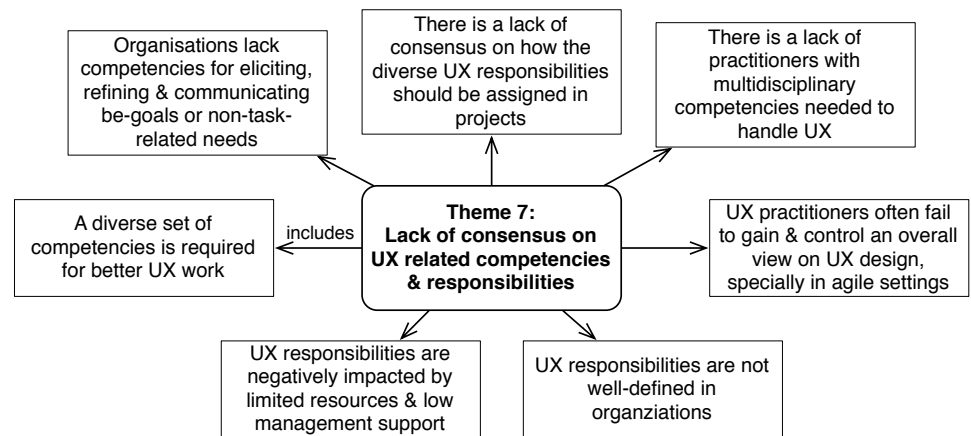 Organisations lack
competencies for eliciting,
refining & communicating
be-goals or non-task-
related needs
There is a lack of
consensus on how the
diverse UX responsibilities
should be assigned in
projects
There is a lack of
practitioners with
multidisciplinary
competencies needed to
handle UX
A diverse set of
competencies is required
for better UX work
includes
Theme 7:
Lack of consensus on
UX related competencies
& responsibilities
UX practitioners often fail
to gain & control an overall
view on UX design,
specially in agile settings
UX responsibilities are
negatively impacted by
limited resources & low
management support
UX responsibilities are not
well-defined in
organziations